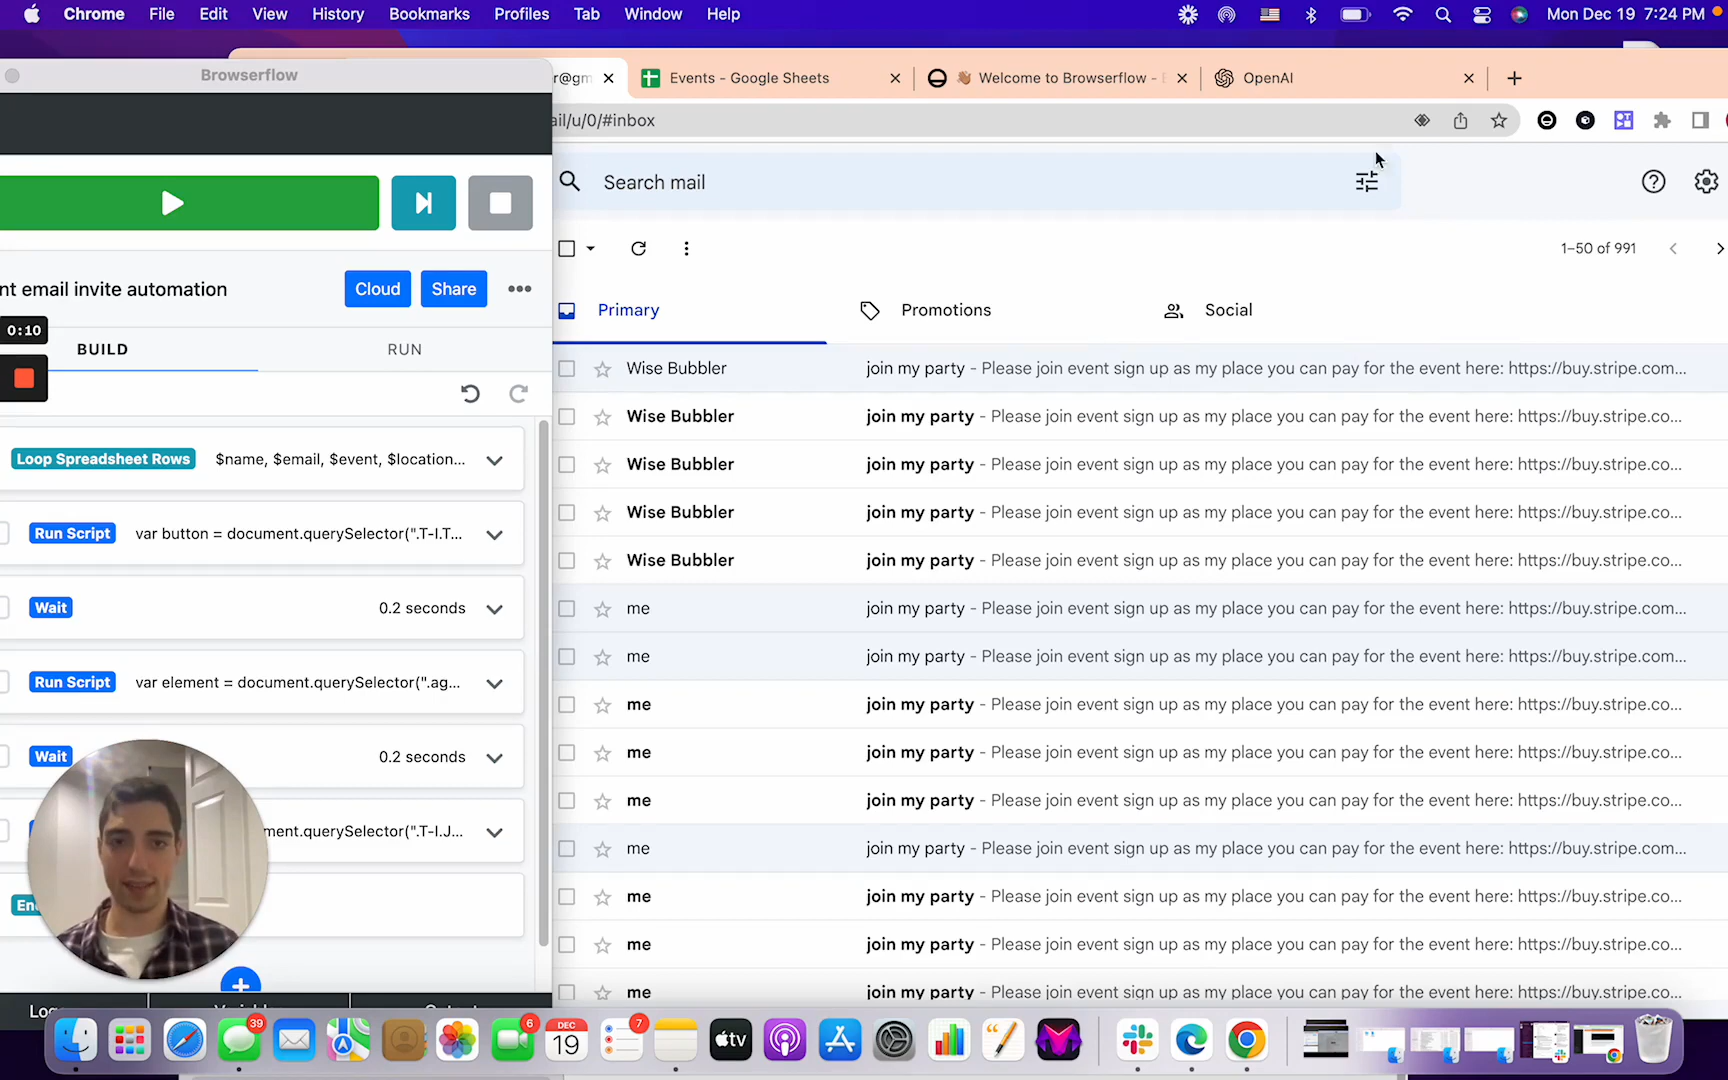 Chrome File Edit View History Bookmarks Profiles Tab Window Help Mon Dec 19 7:24 PM
Browserflow
r@gm
Events - Google Sheets
Welcome to Browserflow -
OpenAI
ail/u/0/#inbox
Search mail
nt email invite automation
Cloud
Share
1–50 of 991
0:10
BUILD
RUN
Primary
Promotions
Social
Loop Spreadsheet Rows $name, $email, $event, $location...
Run Script var button = document.querySelector(".T-I.T...
Wait 0.2 seconds
Run Script var element = document.querySelector(".ag...
Wait 0.2 seconds
ment.querySelector(".T-I.J...
Wise Bubbler join my party - Please join event sign up as my place you can pay for the event here: https://buy.stripe.com...
Wise Bubbler join my party - Please join event sign up as my place you can pay for the event here: https://buy.stripe.co...
Wise Bubbler join my party - Please join event sign up as my place you can pay for the event here: https://buy.stripe.co...
Wise Bubbler join my party - Please join event sign up as my place you can pay for the event here: https://buy.stripe.co...
Wise Bubbler join my party - Please join event sign up as my place you can pay for the event here: https://buy.stripe.co...
me join my party - Please join event sign up as my place you can pay for the event here: https://buy.stripe.com...
me join my party - Please join event sign up as my place you can pay for the event here: https://buy.stripe.com...
me join my party - Please join event sign up as my place you can pay for the event here: https://buy.stripe.co...
me join my party - Please join event sign up as my place you can pay for the event here: https://buy.stripe.co...
me join my party - Please join event sign up as my place you can pay for the event here: https://buy.stripe.co...
me join my party - Please join event sign up as my place you can pay for the event here: https://buy.stripe.com...
me join my party - Please join event sign up as my place you can pay for the event here: https://buy.stripe.co...
me join my party - Please join event sign up as my place you can pay for the event here: https://buy.stripe.co...
me join my party - Please join event sign up as my place you can pay for the event here: https://buy.stripe.co...
39
6
DEC
19
7
tv